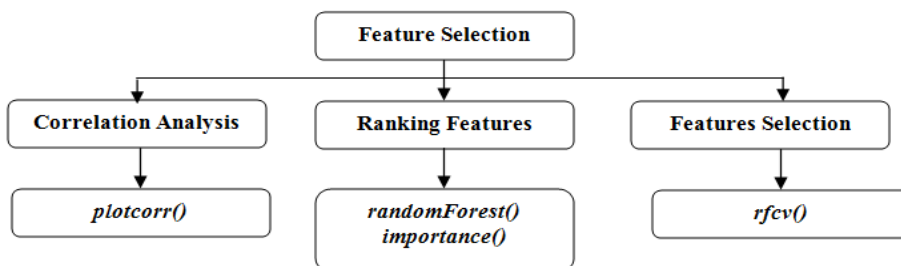 Feature Selection
Correlation Analysis
Ranking Features
Features Selection
plotcorr()
randomForest()
importance()
rfcv()